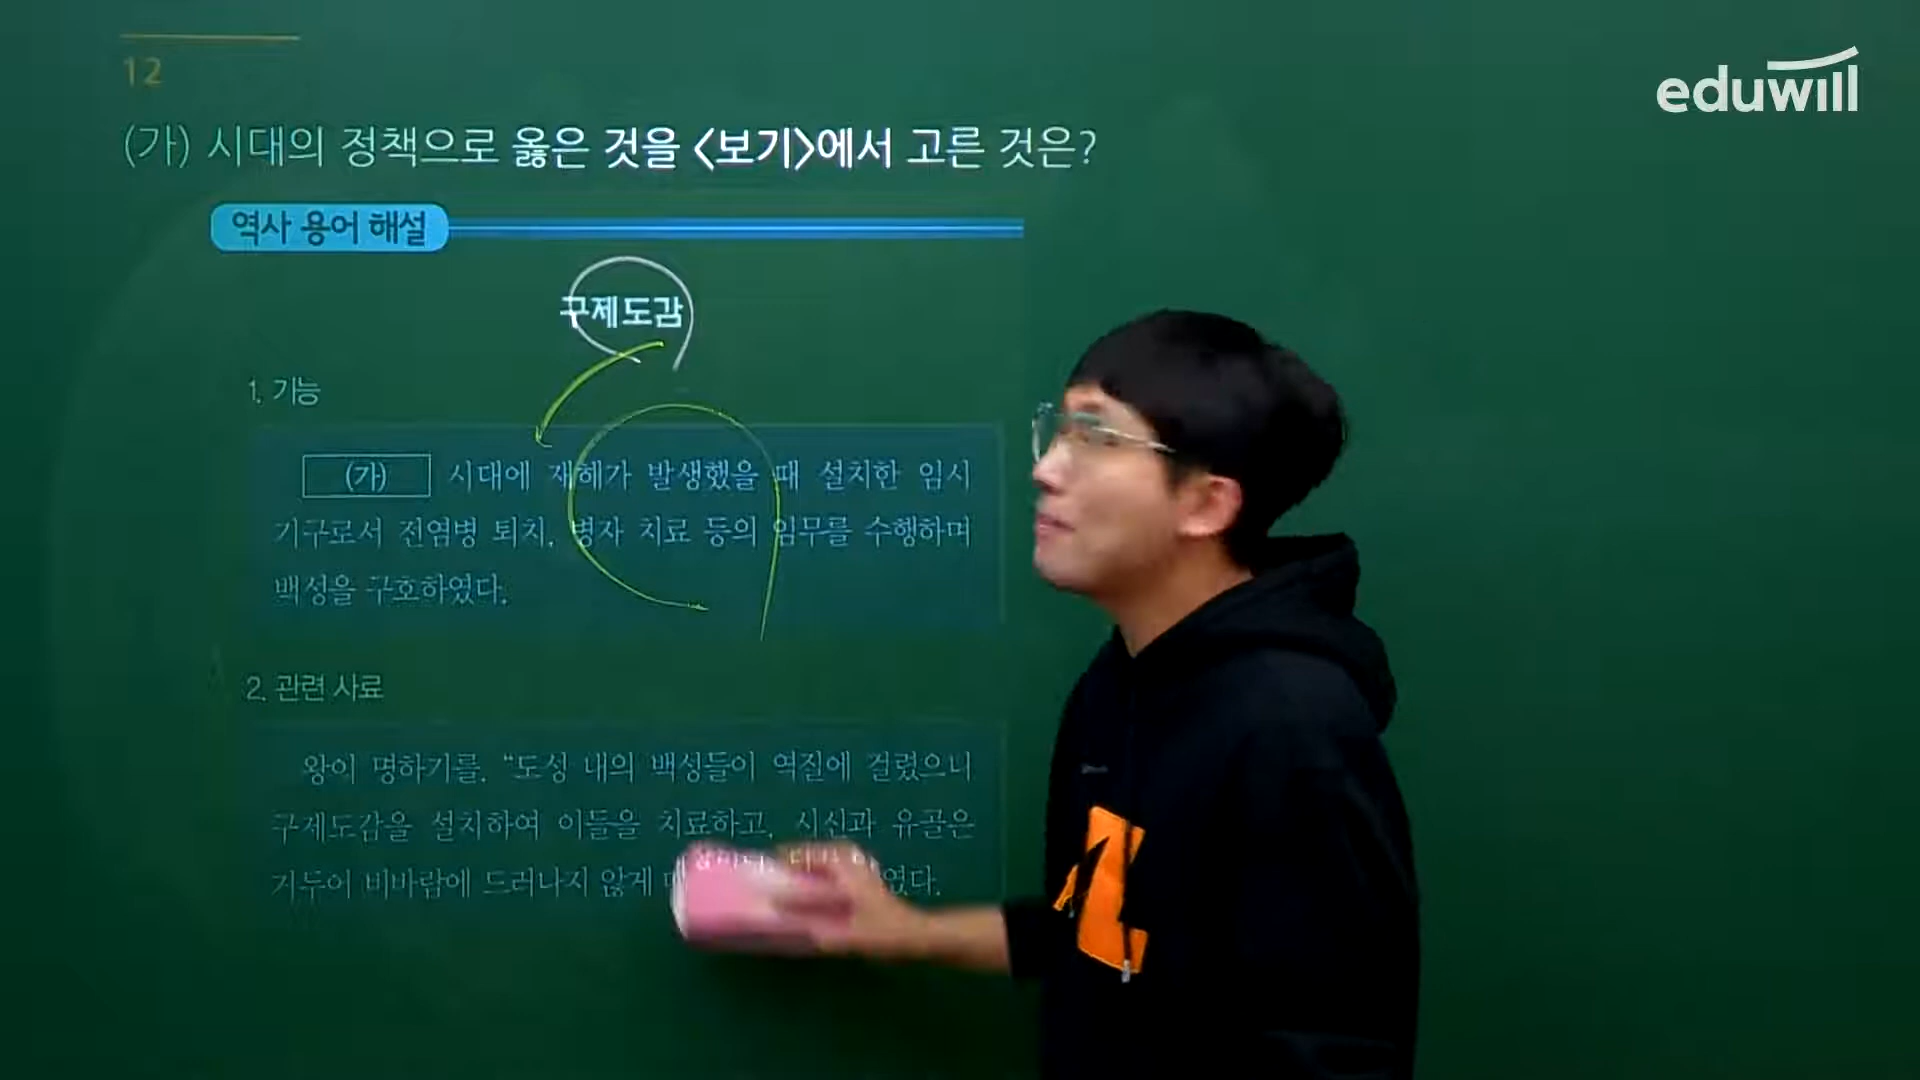 eduwill
12
(가) 시대의 정책으로 옳은 것을 <보기>에서 고른 것은?
역사 용어 해설
구제도감
1. 기능
(가) 시대에 재해가 발생했을 때 설치한 임시
기구로서 전염병 퇴치, 병자 치료 등의 임무를 수행하며
백성을 구호하였다.
2. 관련 사료
왕이 명하기를, "도성 내의 백성들이 역질에 걸렸으니
구제도감을 설치하여 이들을 치료하고, 시신과 유골은
거두어 비바람에 드러나지 않게